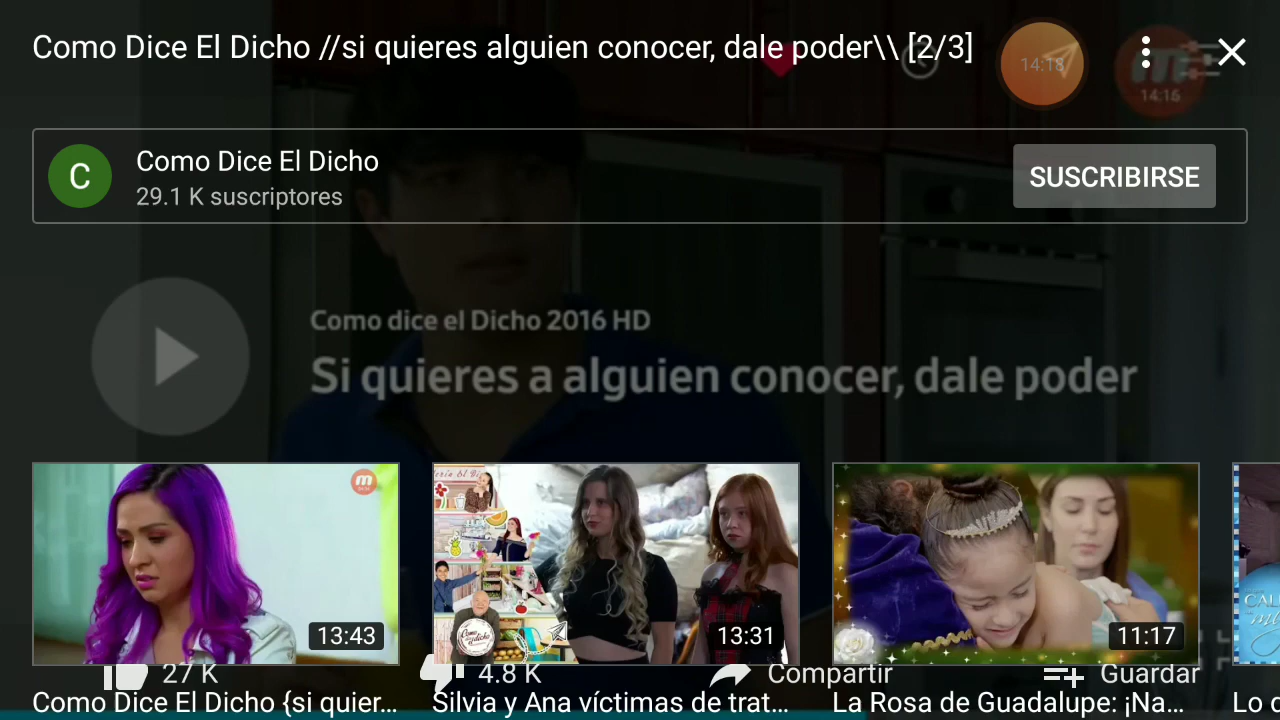 Como Dice El Dicho //si quieres alguien conocer, dale poder\\ [2/3]
14:18
14:16
C
Como Dice El Dicho
29.1 K suscriptores
SUSCRIBIRSE
Como dice el Dicho 2016 HD
Si quieres a alguien conocer, dale poder
13:43
13:31
11:17
27 K
4.8 K
Compartir
Guardar
Como Dice El Dicho {si quier...
Silvia y Ana víctimas de trat...
La Rosa de Guadalupe: ¡Na...